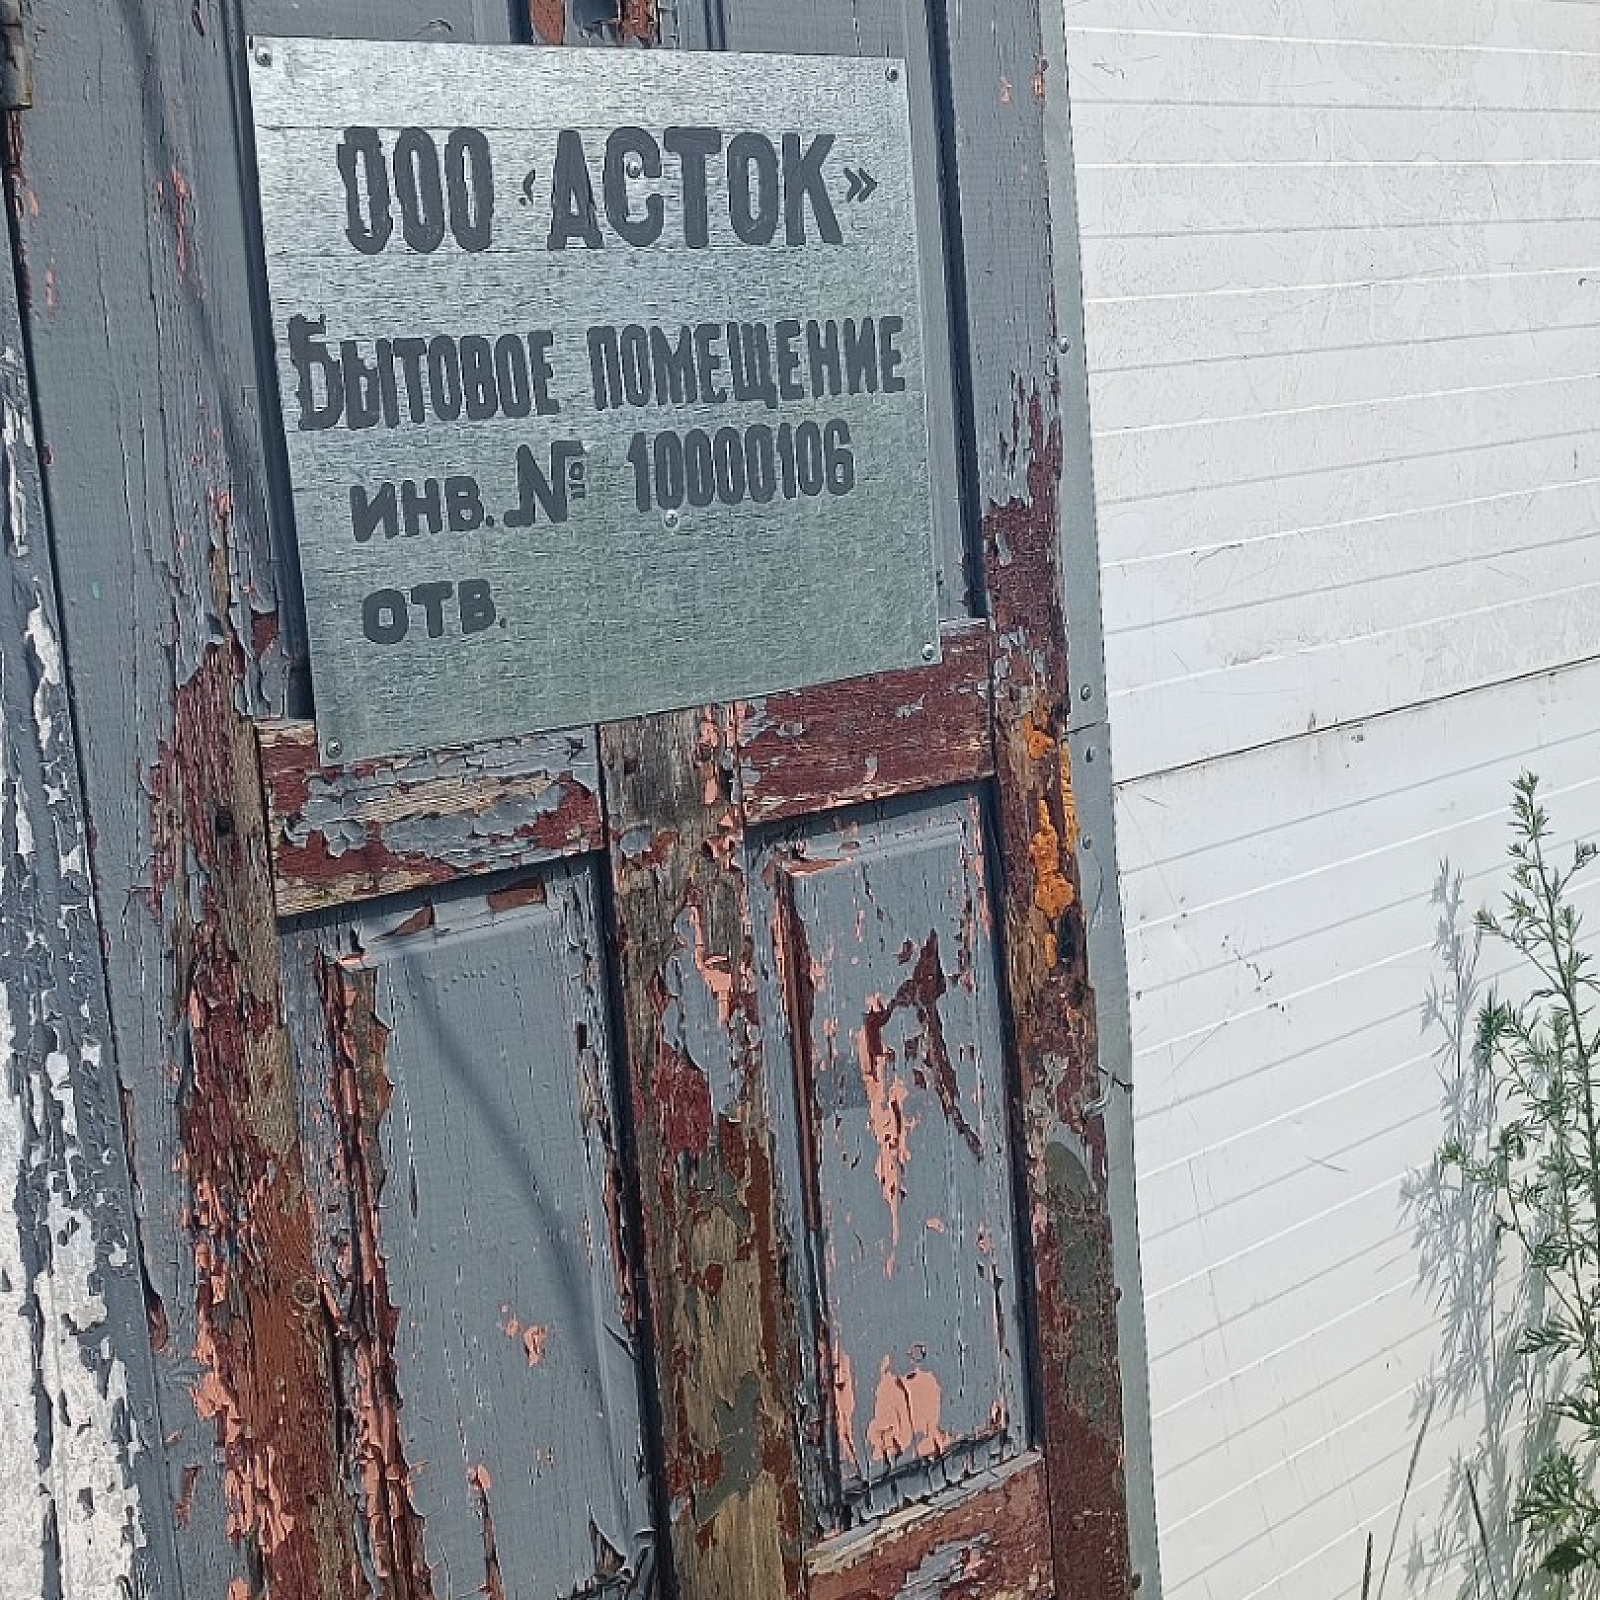 ООО «АСТОК»
Бытовое помещение
инв. № 10000106
отв.